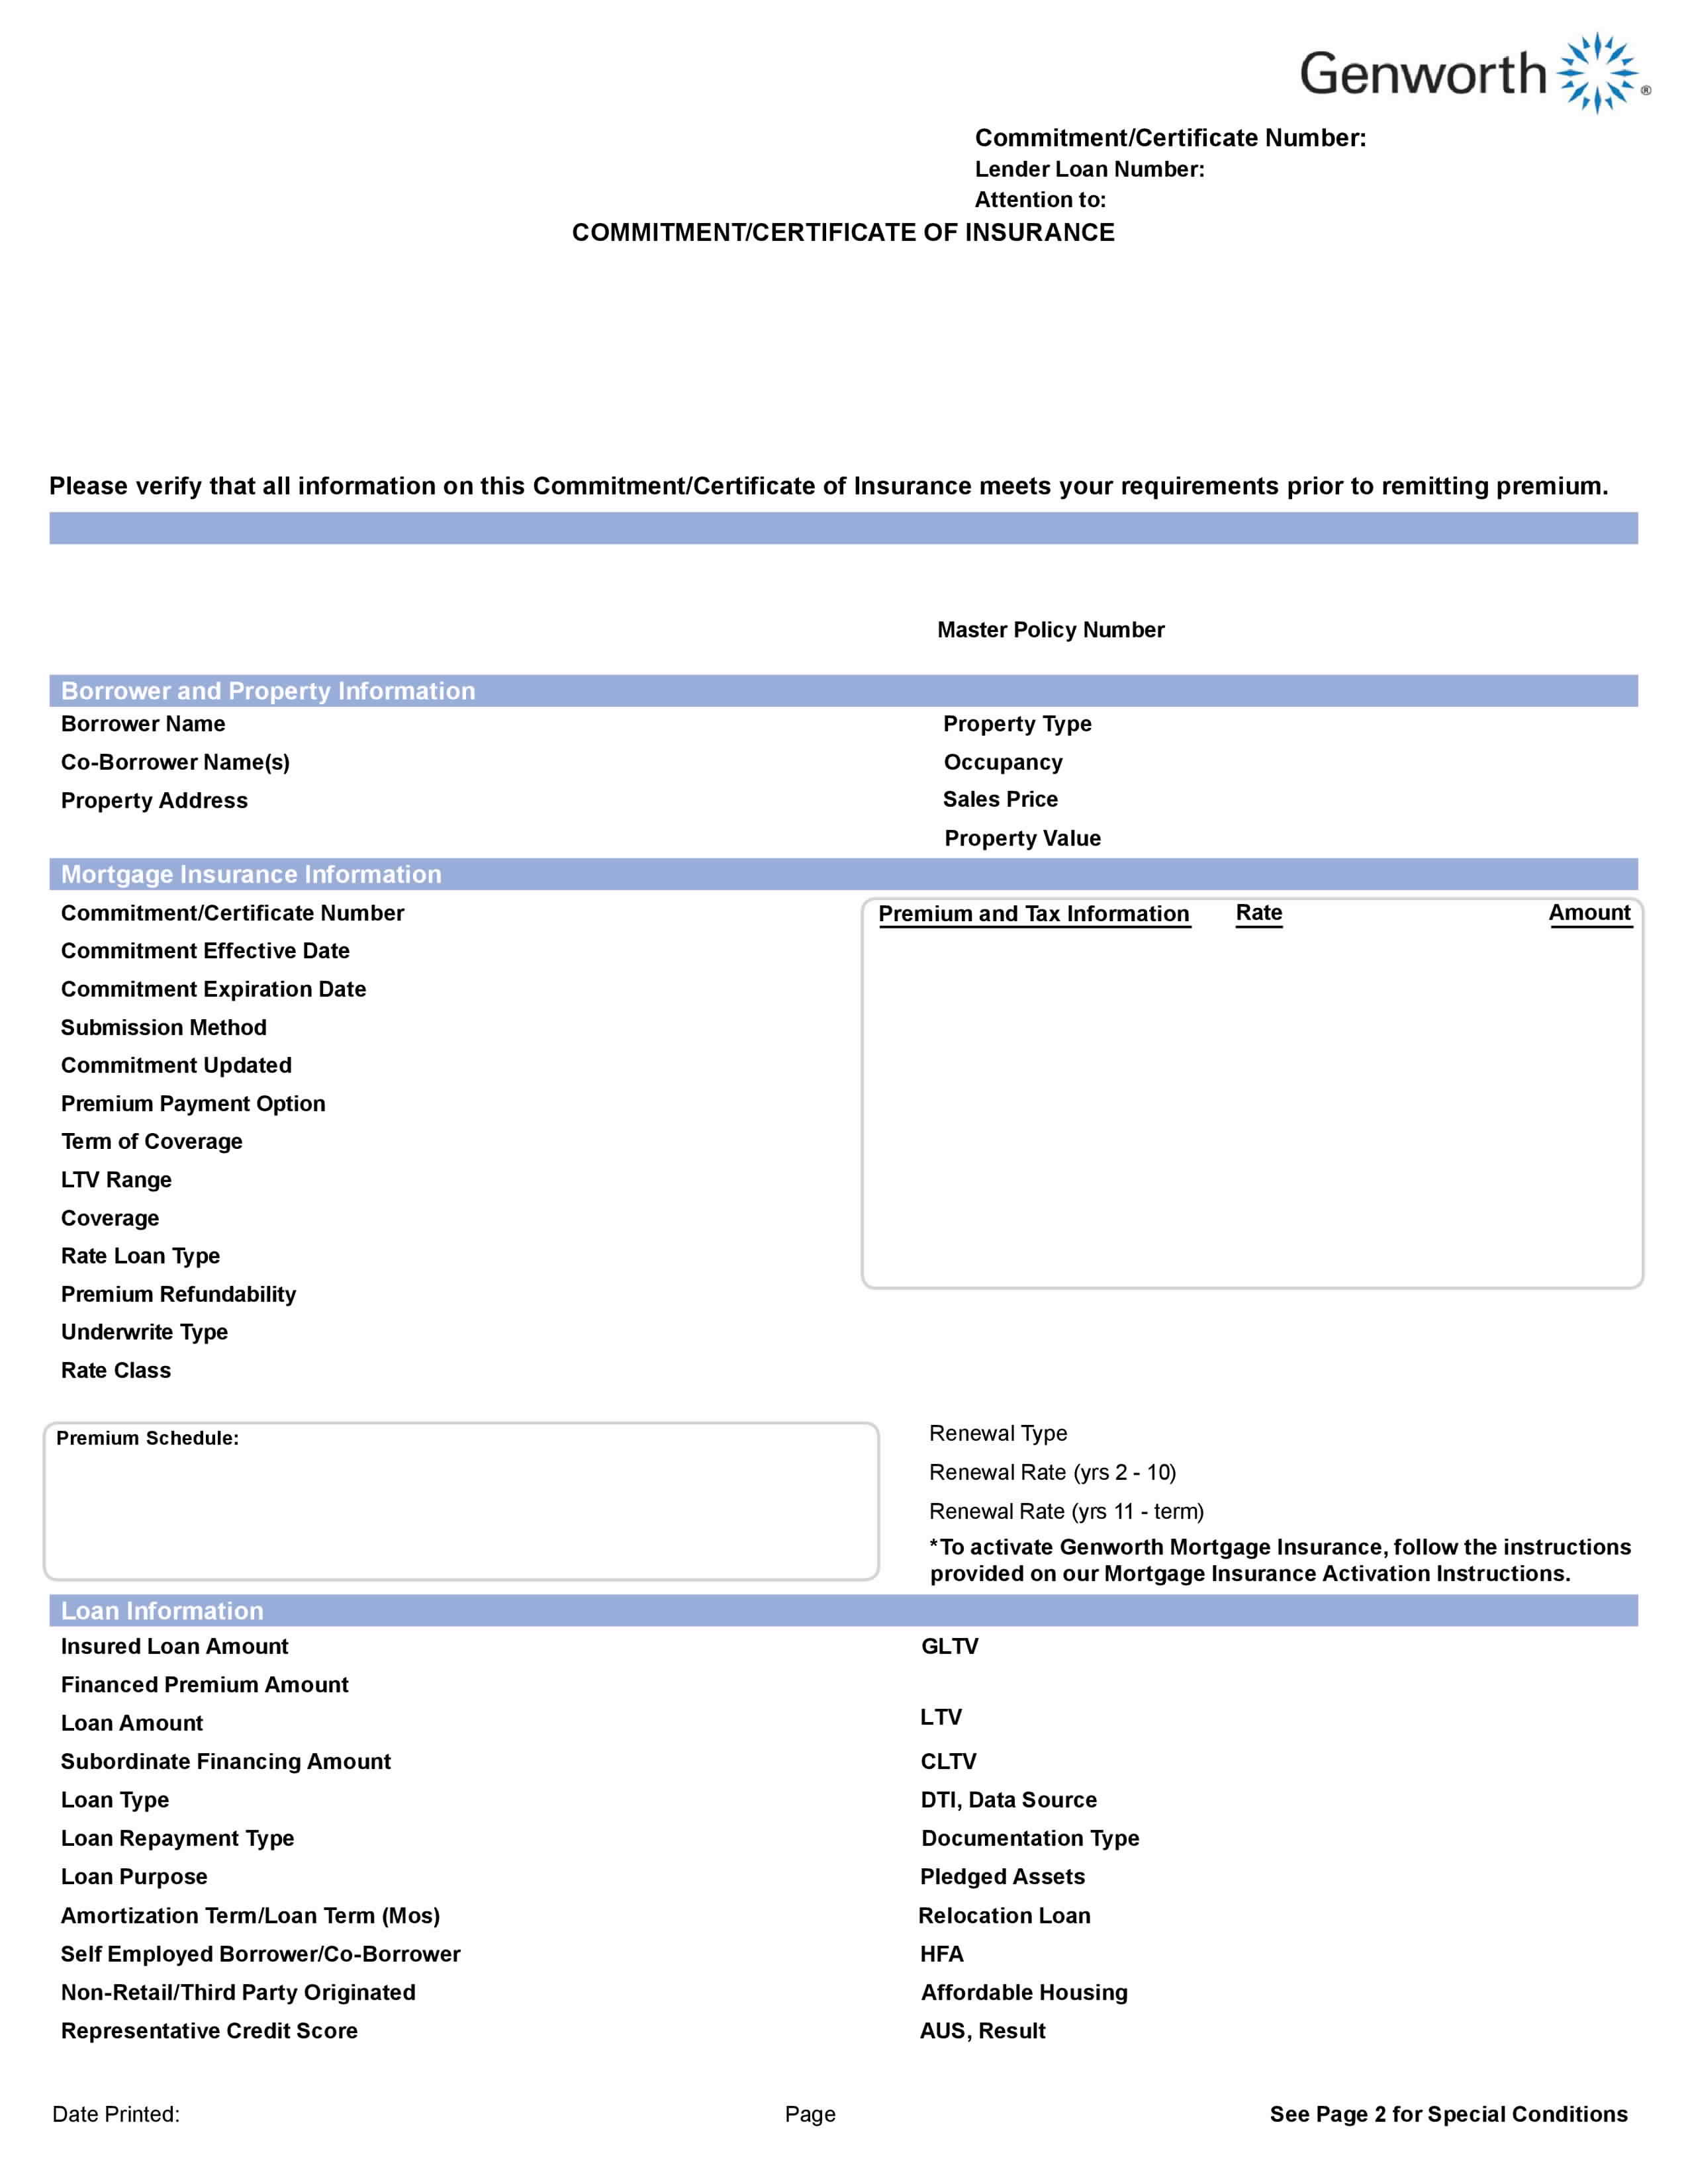 Genworth ®
Commitment/Certificate Number:
Lender Loan Number:
Attention to:
COMMITMENT/CERTIFICATE OF INSURANCE
Please verify that all information on this Commitment/Certificate of Insurance meets your requirements prior to remitting premium.
Master Policy Number
Borrower and Property Information
Borrower Name
Co-Borrower Name(s)
Property Address
Property Type
Occupancy
Sales Price
Property Value
Mortgage Insurance Information
Commitment/Certificate Number
Commitment Effective Date
Commitment Expiration Date
Submission Method
Commitment Updated
Premium Payment Option
Term of Coverage
LTV Range
Coverage
Rate Loan Type
Premium Refundability
Underwrite Type
Rate Class
Premium and Tax Information Rate Amount
Premium Schedule:
Renewal Type
Renewal Rate (yrs 2 - 10)
Renewal Rate (yrs 11 - term)
*To activate Genworth Mortgage Insurance, follow the instructions
provided on our Mortgage Insurance Activation Instructions.
Loan Information
Insured Loan Amount
Financed Premium Amount
Loan Amount
Subordinate Financing Amount
Loan Type
Loan Repayment Type
Loan Purpose
Amortization Term/Loan Term (Mos)
Self Employed Borrower/Co-Borrower
Non-Retail/Third Party Originated
Representative Credit Score
GLTV
LTV
CLTV
DTI, Data Source
Documentation Type
Pledged Assets
Relocation Loan
HFA
Affordable Housing
AUS, Result
Date Printed: Page See Page 2 for Special Conditions